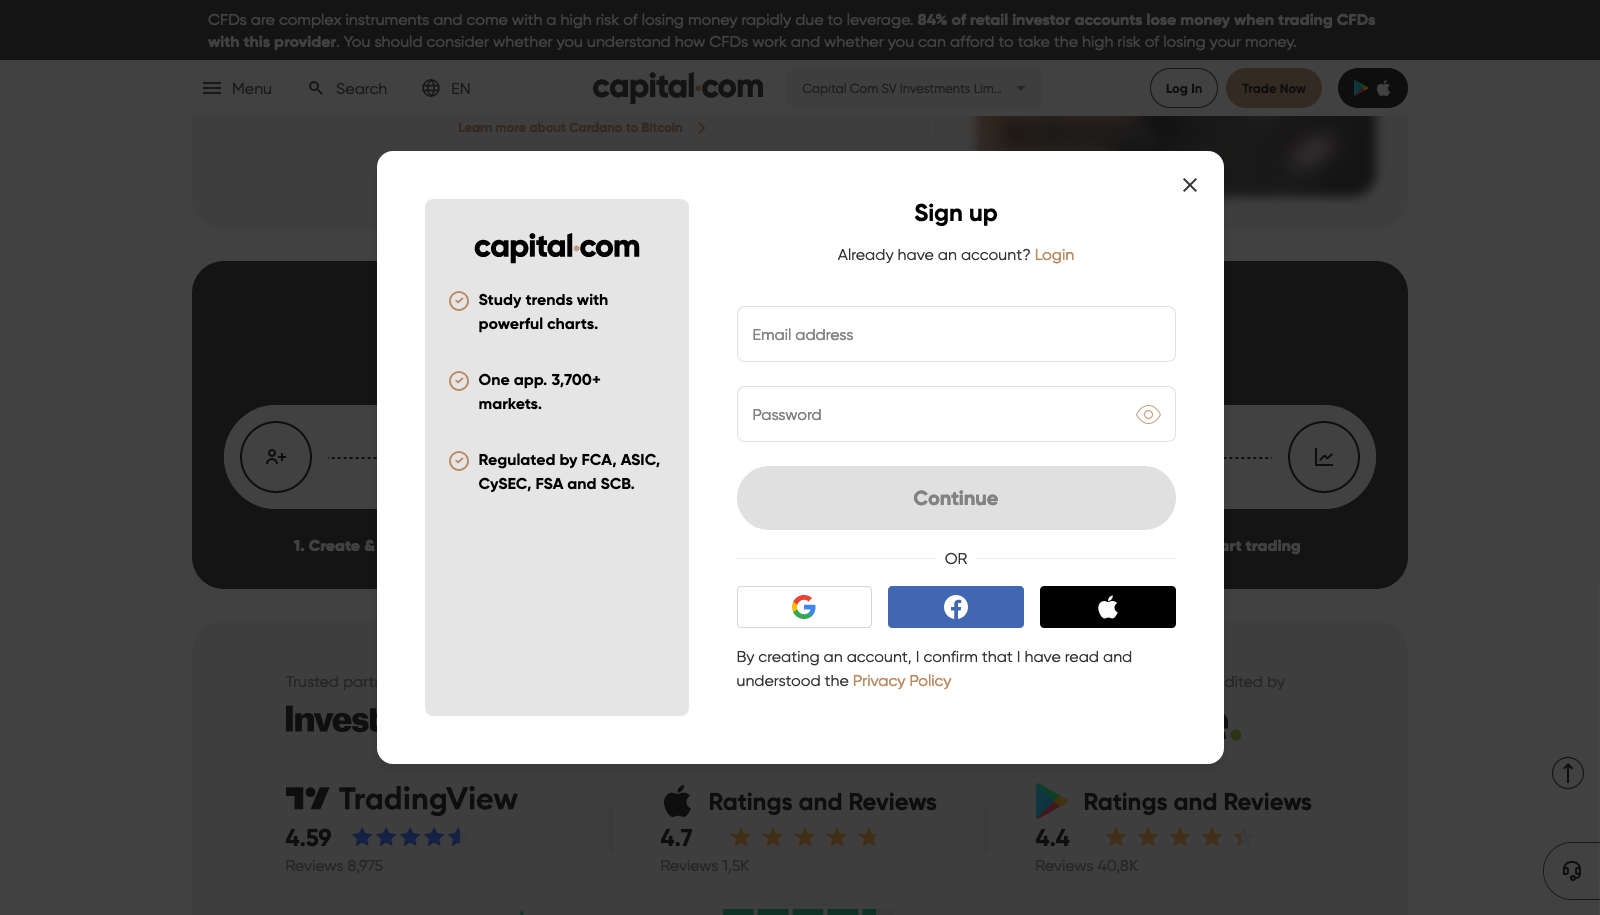 CFDs are complex instruments and come with a high risk of losing money rapidly due to leverage. 84% of retail investor accounts lose money when trading CFDs
with this provider. You should consider whether you understand how CFDs work and whether you can afford to take the high risk of losing your money.
Menu
Search
EN
capital.com
Capital Com SV Investments Lim...
Log In
Trade Now
Learn more about Cardano to Bitcoin
capital.com
Study trends with
powerful charts.
One app. 3,700+
markets.
Regulated by FCA, ASIC,
CySEC, FSA and SCB.
Sign up
Already have an account? Login
Email address
Password
Continue
OR
By creating an account, I confirm that I have read and
understood the Privacy Policy
1. Create &
art trading
Trusted part
dited by
Invest
TradingView
4.59
Reviews 8,975
Ratings and Reviews
4.7
Reviews 1,5K
Ratings and Reviews
4.4
Reviews 40,8K